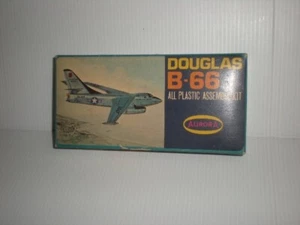 DOUGLAS
B-66
ALL PLASTIC ASSEMBLY KIT
AURORA